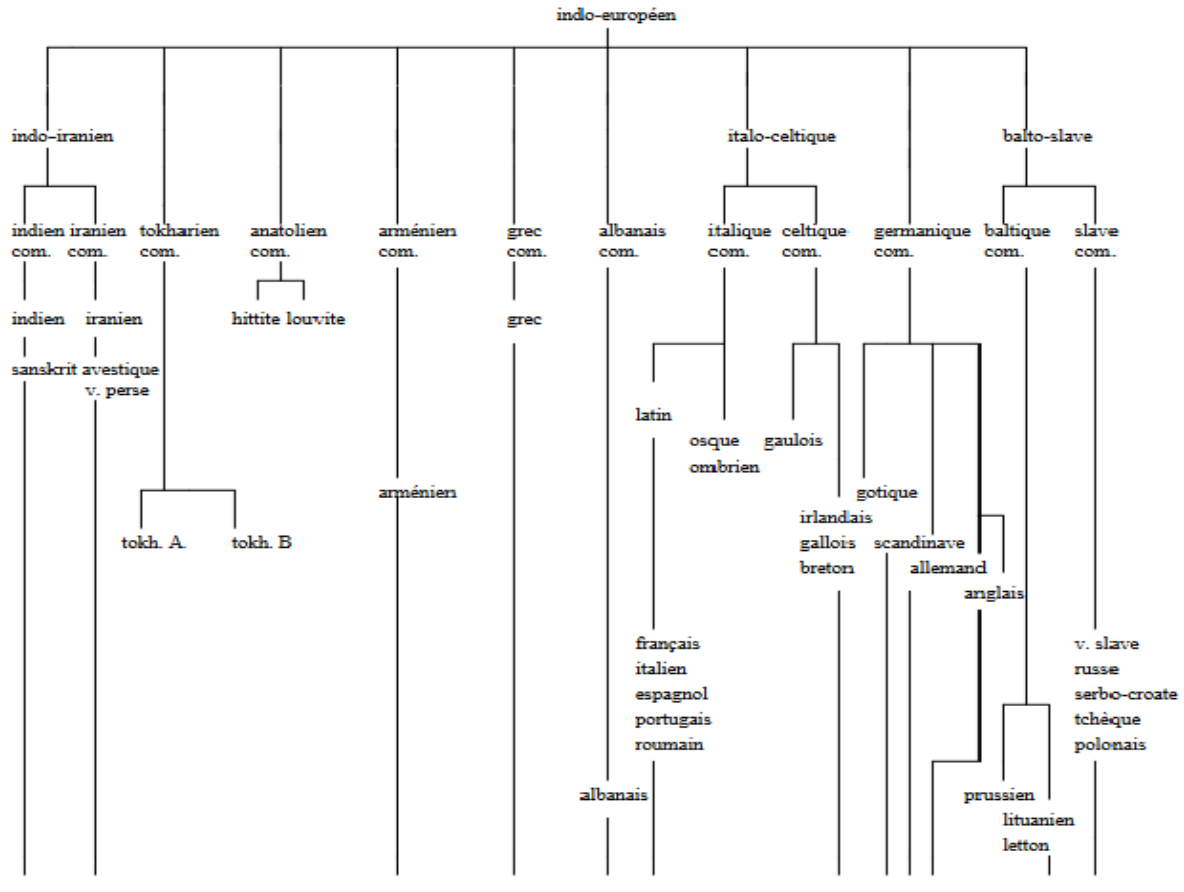 indo-européen
indo-iranien italo-celtique balto-slave
indien iranien tokharien anatolien arménien grec albanais italique celtique germanique baltique slave
com. com. com. com. com. com. com. com. com. com. com. com.
indien iranien hittite louvite grec
sanskrit avestique
v. perse
latin
osque gaulois
ombrien
arménien gotique
irlandais
tokh. A. tokh. B gallois scandinave
breton allemand
anglais
français v. slave
italien russe
espagnol serbo-croate
portugais tchèque
roumain polonais
albanais prussien
lituanien
letton